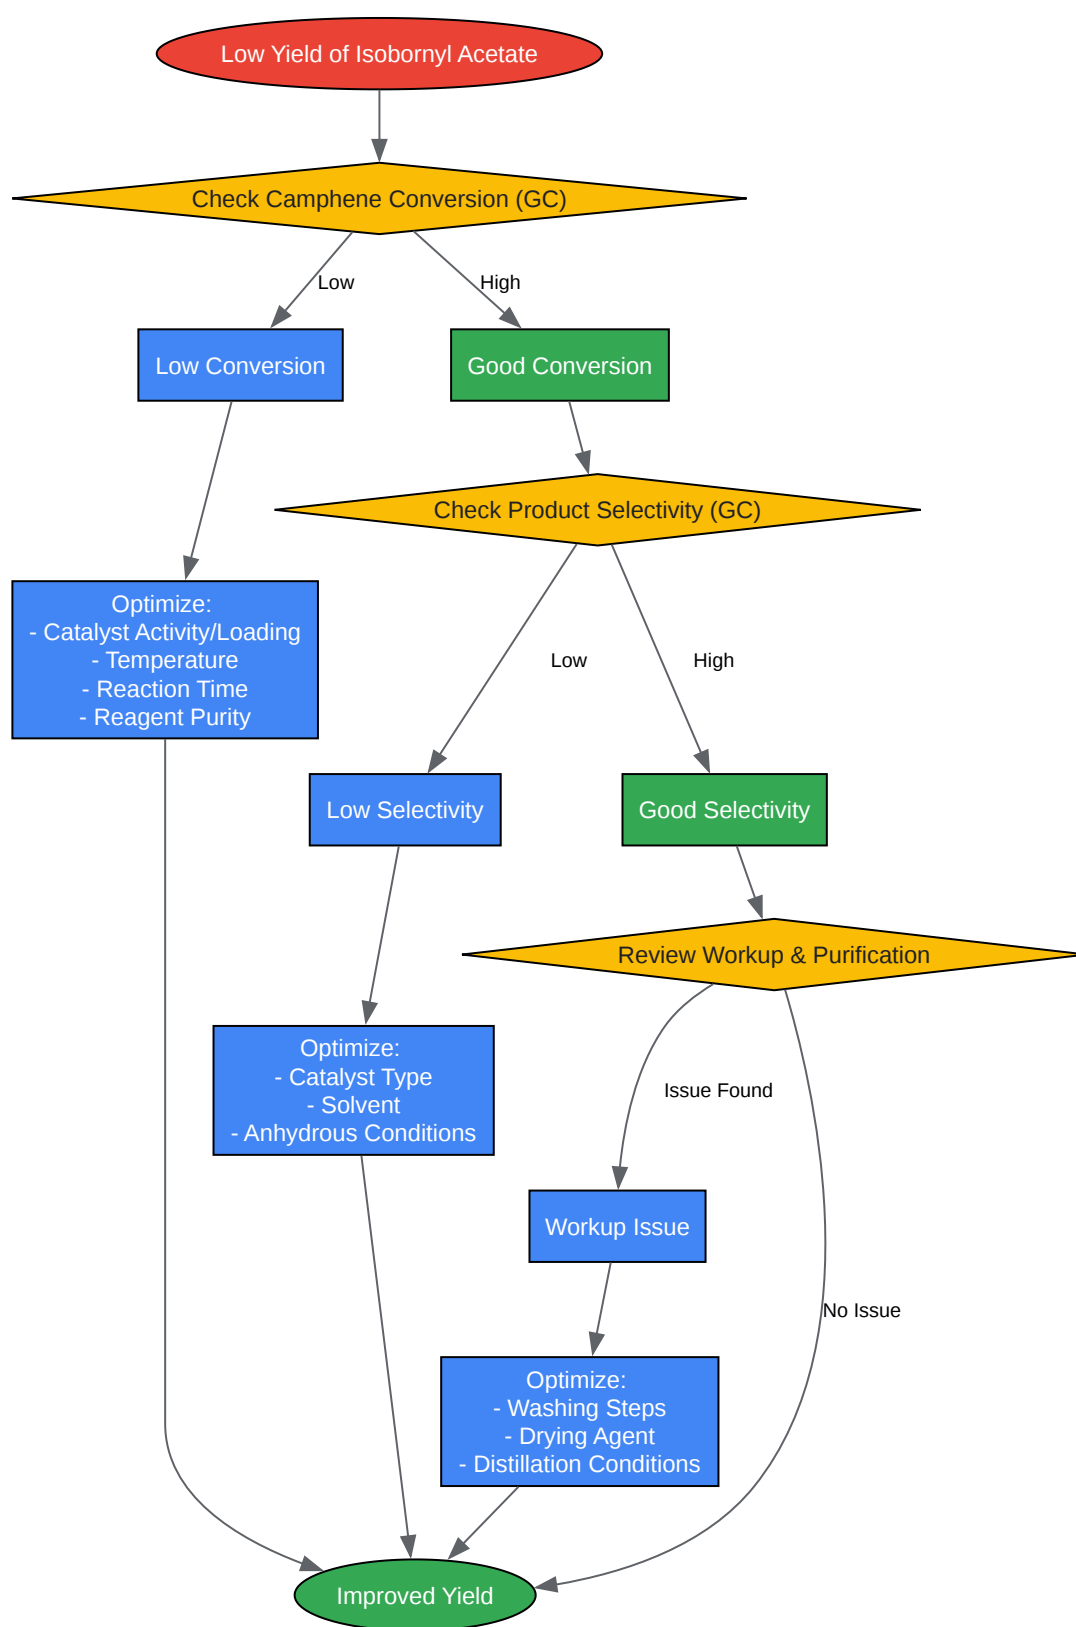 Low Yield of Isobornyl Acetate
Check Camphene Conversion (GC)
Low
High
Low Conversion
Good Conversion
Check Product Selectivity (GC)
Optimize:
- Catalyst Activity/Loading
- Temperature
- Reaction Time
- Reagent Purity
Low
High
Low Selectivity
Good Selectivity
Review Workup & Purification
Optimize:
- Catalyst Type
- Solvent
- Anhydrous Conditions
Issue Found
Workup Issue
No Issue
Optimize:
- Washing Steps
- Drying Agent
- Distillation Conditions
Improved Yield